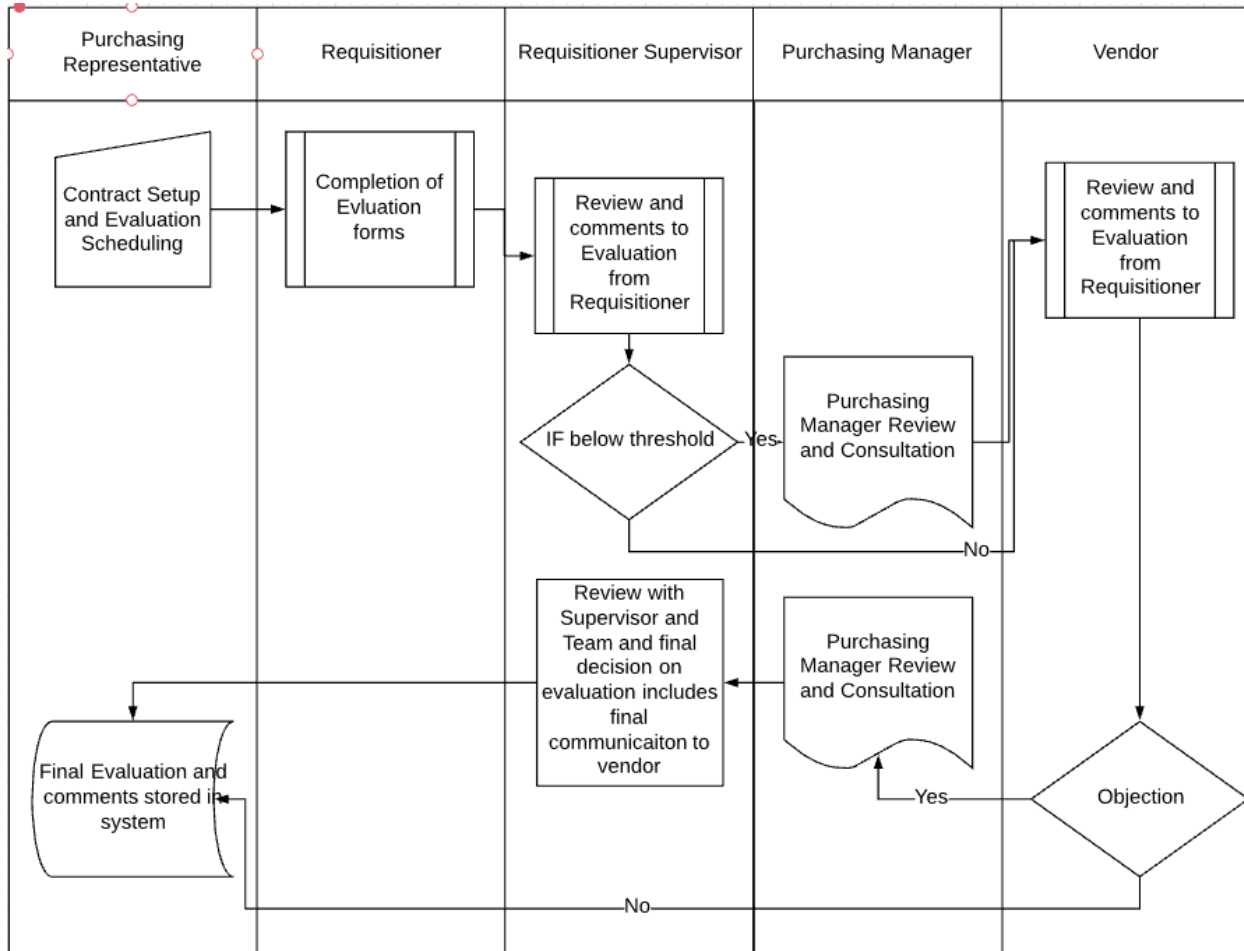 Purchasing
Representative
Requisitioner
Requisitioner Supervisor
Purchasing Manager
Vendor
Contract Setup
and Evaluation
Scheduling
Completion of
Evluation
forms
Review and
comments to
Evaluation
from
Requisitioner
Review and
comments to
Evaluation
from
Requisitioner
IF below threshold
Yes
Purchasing
Manager Review
and Consultation
No
Review with
Supervisor and
Team and final
decision on
evaluation includes
final
communicaiton to
vendor
Purchasing
Manager Review
and Consultation
Final Evaluation and
comments stored in
system
Yes
Objection
No